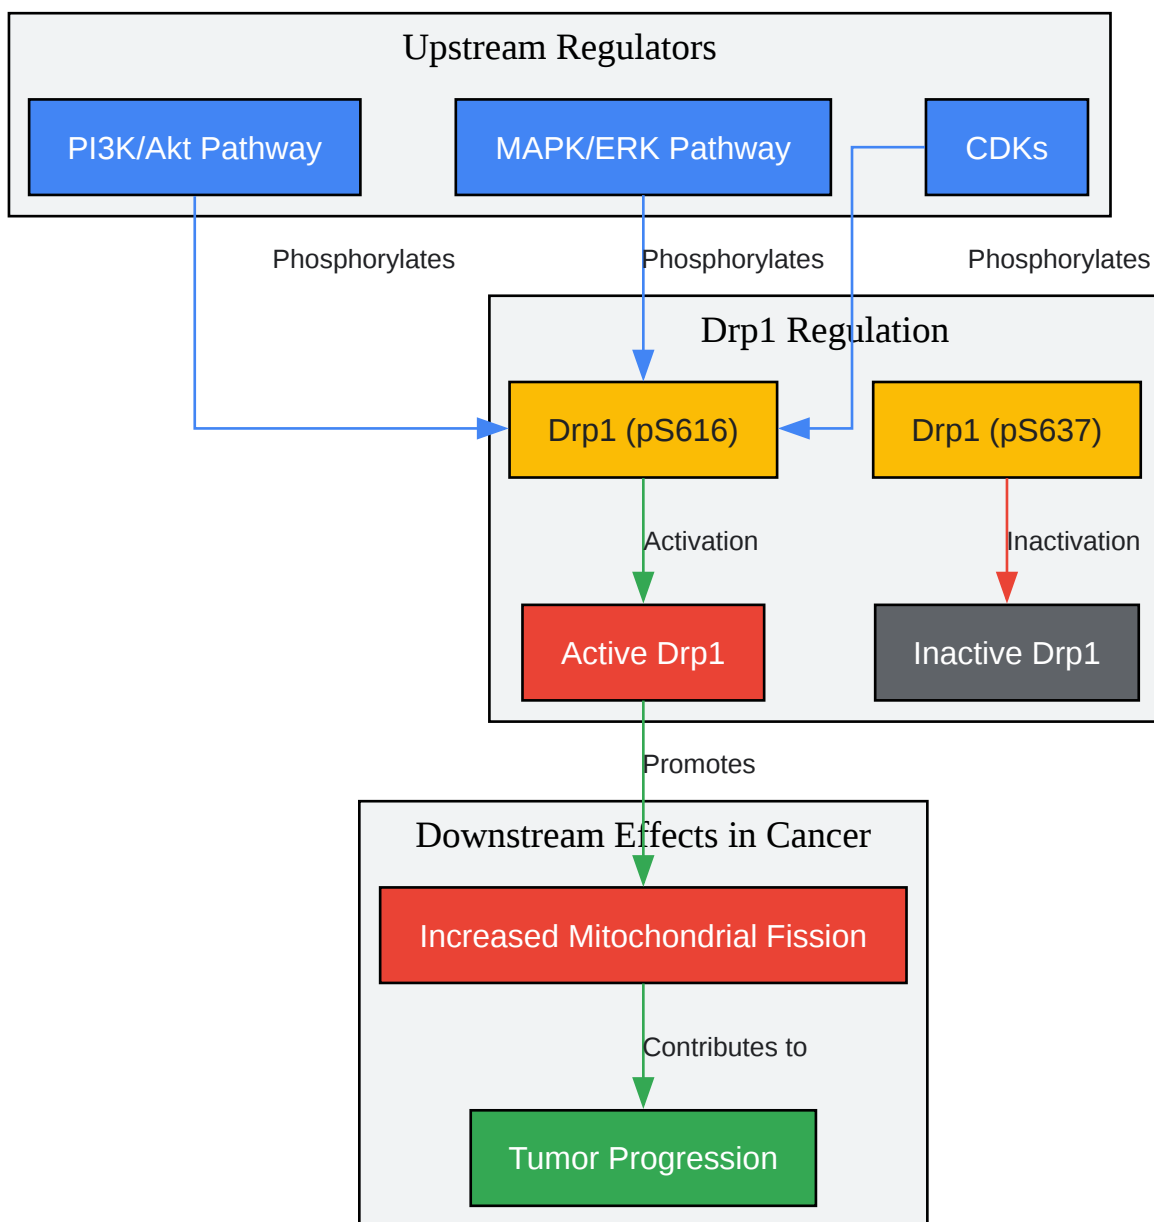 Upstream Regulators
PI3K/Akt Pathway
MAPK/ERK Pathway
CDKs
Phosphorylates
Phosphorylates
Phosphorylates
Drp1 Regulation
Drp1 (pS616)
Drp1 (pS637)
Activation
Inactivation
Active Drp1
Inactive Drp1
Promotes
Downstream Effects in Cancer
Increased Mitochondrial Fission
Contributes to
Tumor Progression